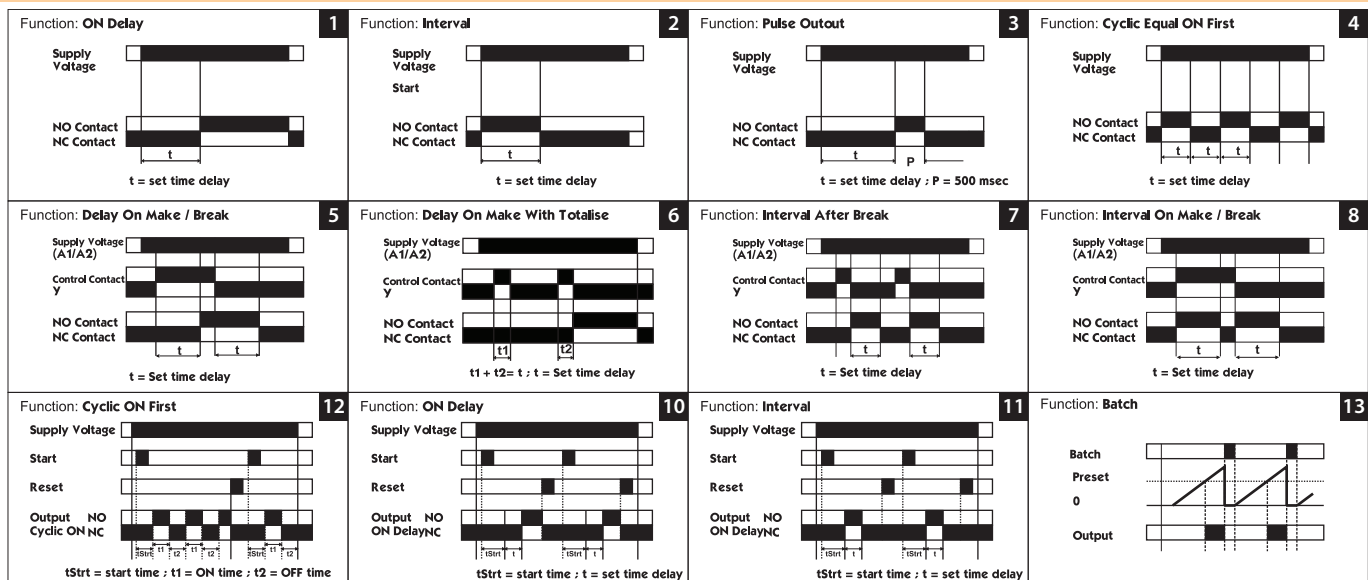 Function: ON Delay
1
Supply
Voltage
NO Contact
NC Contact
t
t = set time delay
Function: Interval
2
Supply
Voltage
Start
NO Contact
NC Contact
t
t = set time delay
Function: Pulse Outout
3
Supply
Voltage
NO Contact
NC Contact
t
P
t = set time delay ; P = 500 msec
Function: Cyclic Equal ON First
4
Supply
Voltage
NO Contact
NC Contact
t t t
t = set time delay
Function: Delay On Make / Break
5
Supply Voltage
(A1/A2)
Control Contact
Y
NO Contact
NC Contact
t t
t = Set time delay
Function: Delay On Make With Totalise
6
Supply Voltage
(A1/A2)
Control Contact
Y
NO Contact
NC Contact
t1 t2
t1 + t2= t ; t = Set time delay
Function: Interval After Break
7
Supply Voltage
(A1/A2)
Control Contact
Y
NO Contact
NC Contact
t t
t = Set time delay
Function: Interval On Make / Break
8
Supply Voltage
(A1/A2)
Control Contact
Y
NO Contact
NC Contact
t t
t = Set time delay
Function: Cyclic ON First
12
Supply Voltage
Start
Reset
Output NO
Cyclic ON NC
tStrt t1 t2 t1 t2 tStrt t1 t2
tStrt = start time ; t1 = ON time ; t2 = OFF time
Function: ON Delay
10
Supply Voltage
Start
Reset
Output NO
ON DelayNC
tStrt t tStrt t
tStrt = start time ; t = set time delay
Function: Interval
11
Supply Voltage
Start
Reset
Output NO
ON DelayNC
tStrt t tStrt t
tStrt = start time ; t = set time delay
Function: Batch
13
Batch
Preset
0
Output